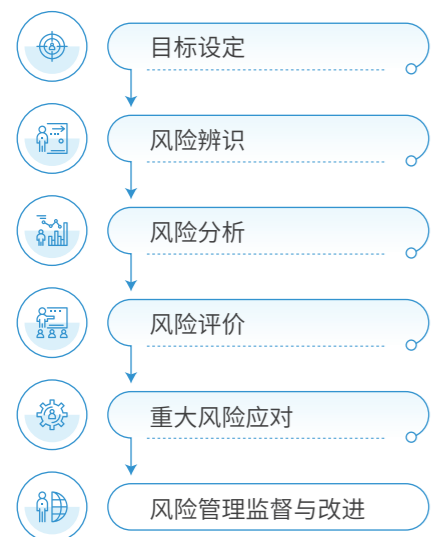 目标设定
风险辨识
风险分析
风险评价
重大风险应对
风险管理监督与改进